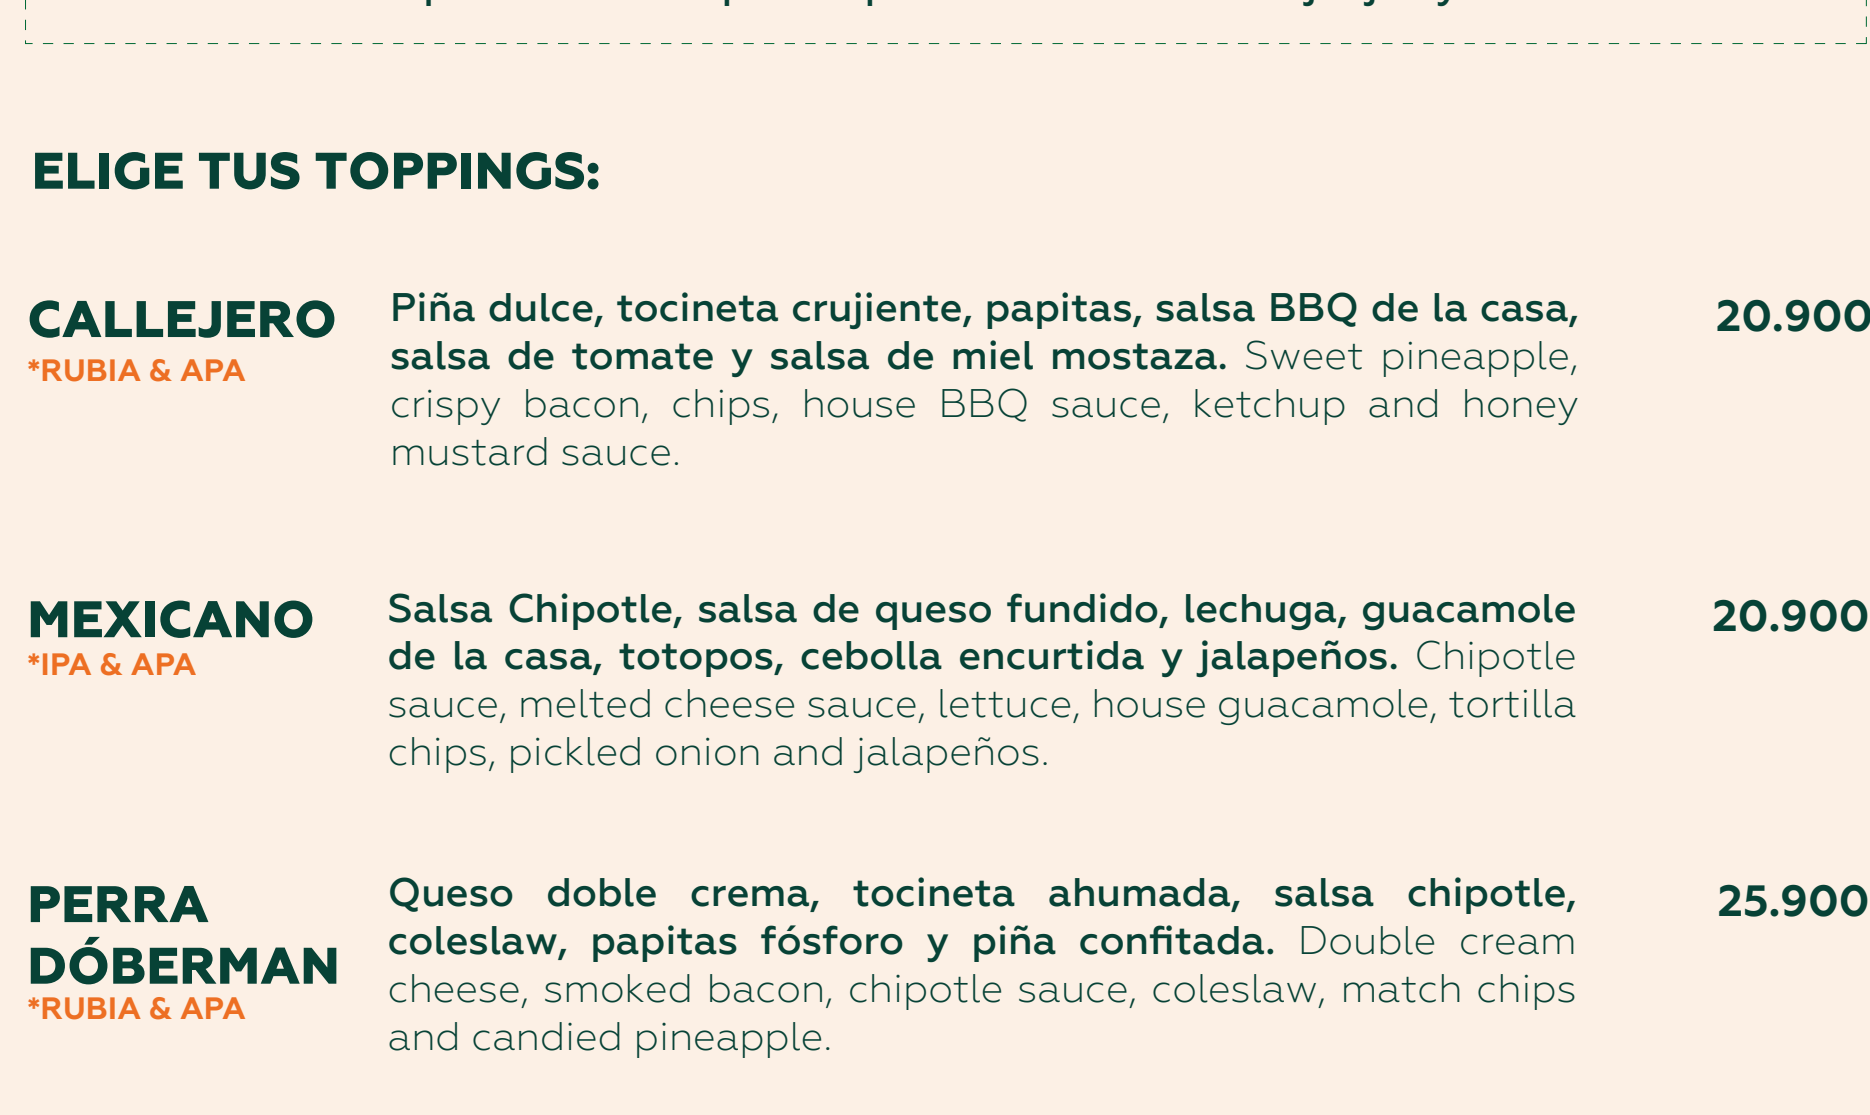 ELIGE TUS TOPPINGS:
CALLEJERO
*RUBIA & APA
Piña dulce, tocineta crujiente, papitas, salsa BBQ de la casa,
salsa de tomate y salsa de miel mostaza. Sweet pineapple,
crispy bacon, chips, house BBQ sauce, ketchup and honey
mustard sauce.
20.900
MEXICANO
*IPA & APA
Salsa Chipotle, salsa de queso fundido, lechuga, guacamole
de la casa, totopos, cebolla encurtida y jalapeños. Chipotle
sauce, melted cheese sauce, lettuce, house guacamole, tortilla
chips, pickled onion and jalapeños.
20.900
PERRA
DÓBERMAN
*RUBIA & APA
Queso doble crema, tocineta ahumada, salsa chipotle,
coleslaw, papitas fósforo y piña confitada. Double cream
cheese, smoked bacon, chipotle sauce, coleslaw, match chips
and candied pineapple.
25.900